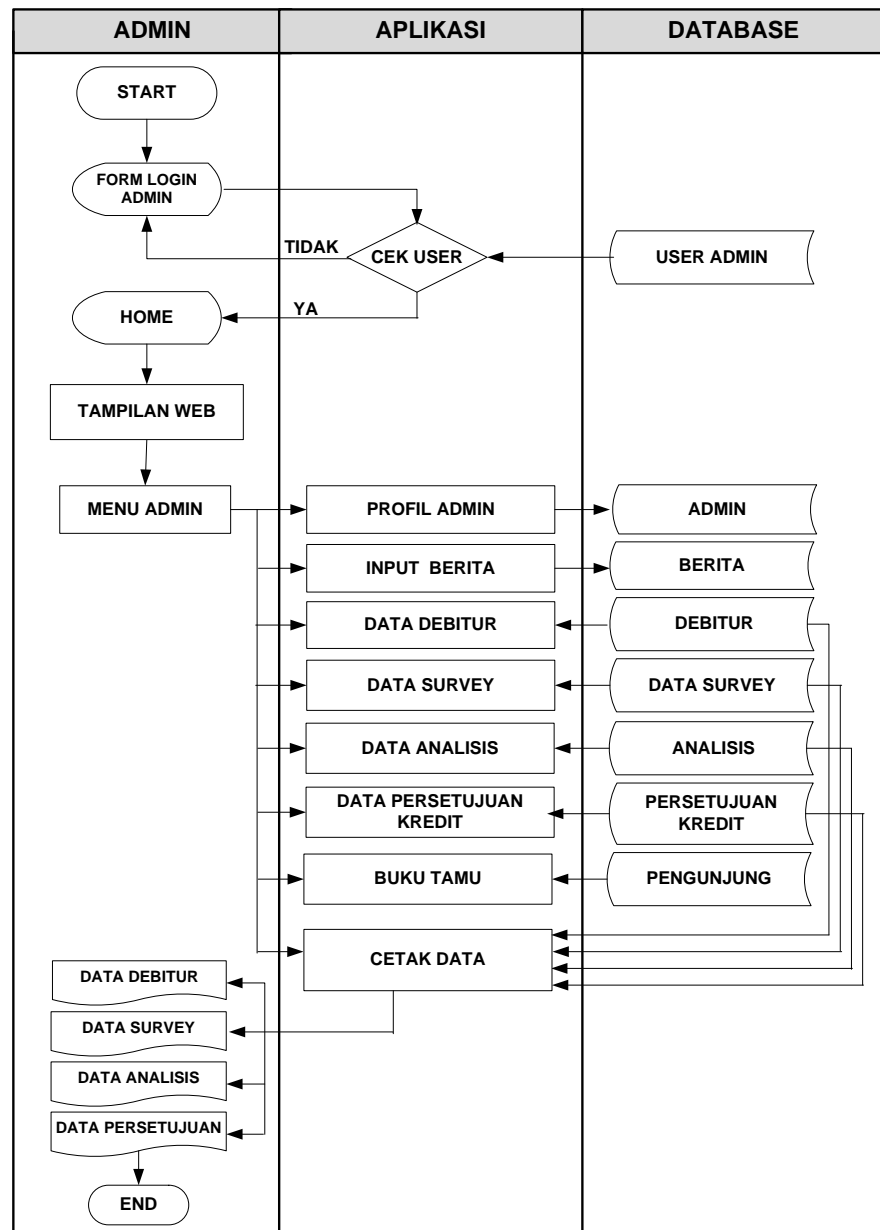 ADMIN
APLIKASI
DATABASE
START
FORM LOGIN
ADMIN
TIDAK
CEK USER
USER ADMIN
HOME
YA
TAMPILAN WEB
MENU ADMIN
PROFIL ADMIN
ADMIN
INPUT BERITA
BERITA
DATA DEBITUR
DEBITUR
DATA SURVEY
DATA SURVEY
DATA ANALISIS
ANALISIS
DATA PERSETUJUAN
KREDIT
PERSETUJUAN
KREDIT
BUKU TAMU
PENGUNJUNG
CETAK DATA
DATA DEBITUR
DATA SURVEY
DATA ANALISIS
DATA PERSETUJUAN
END